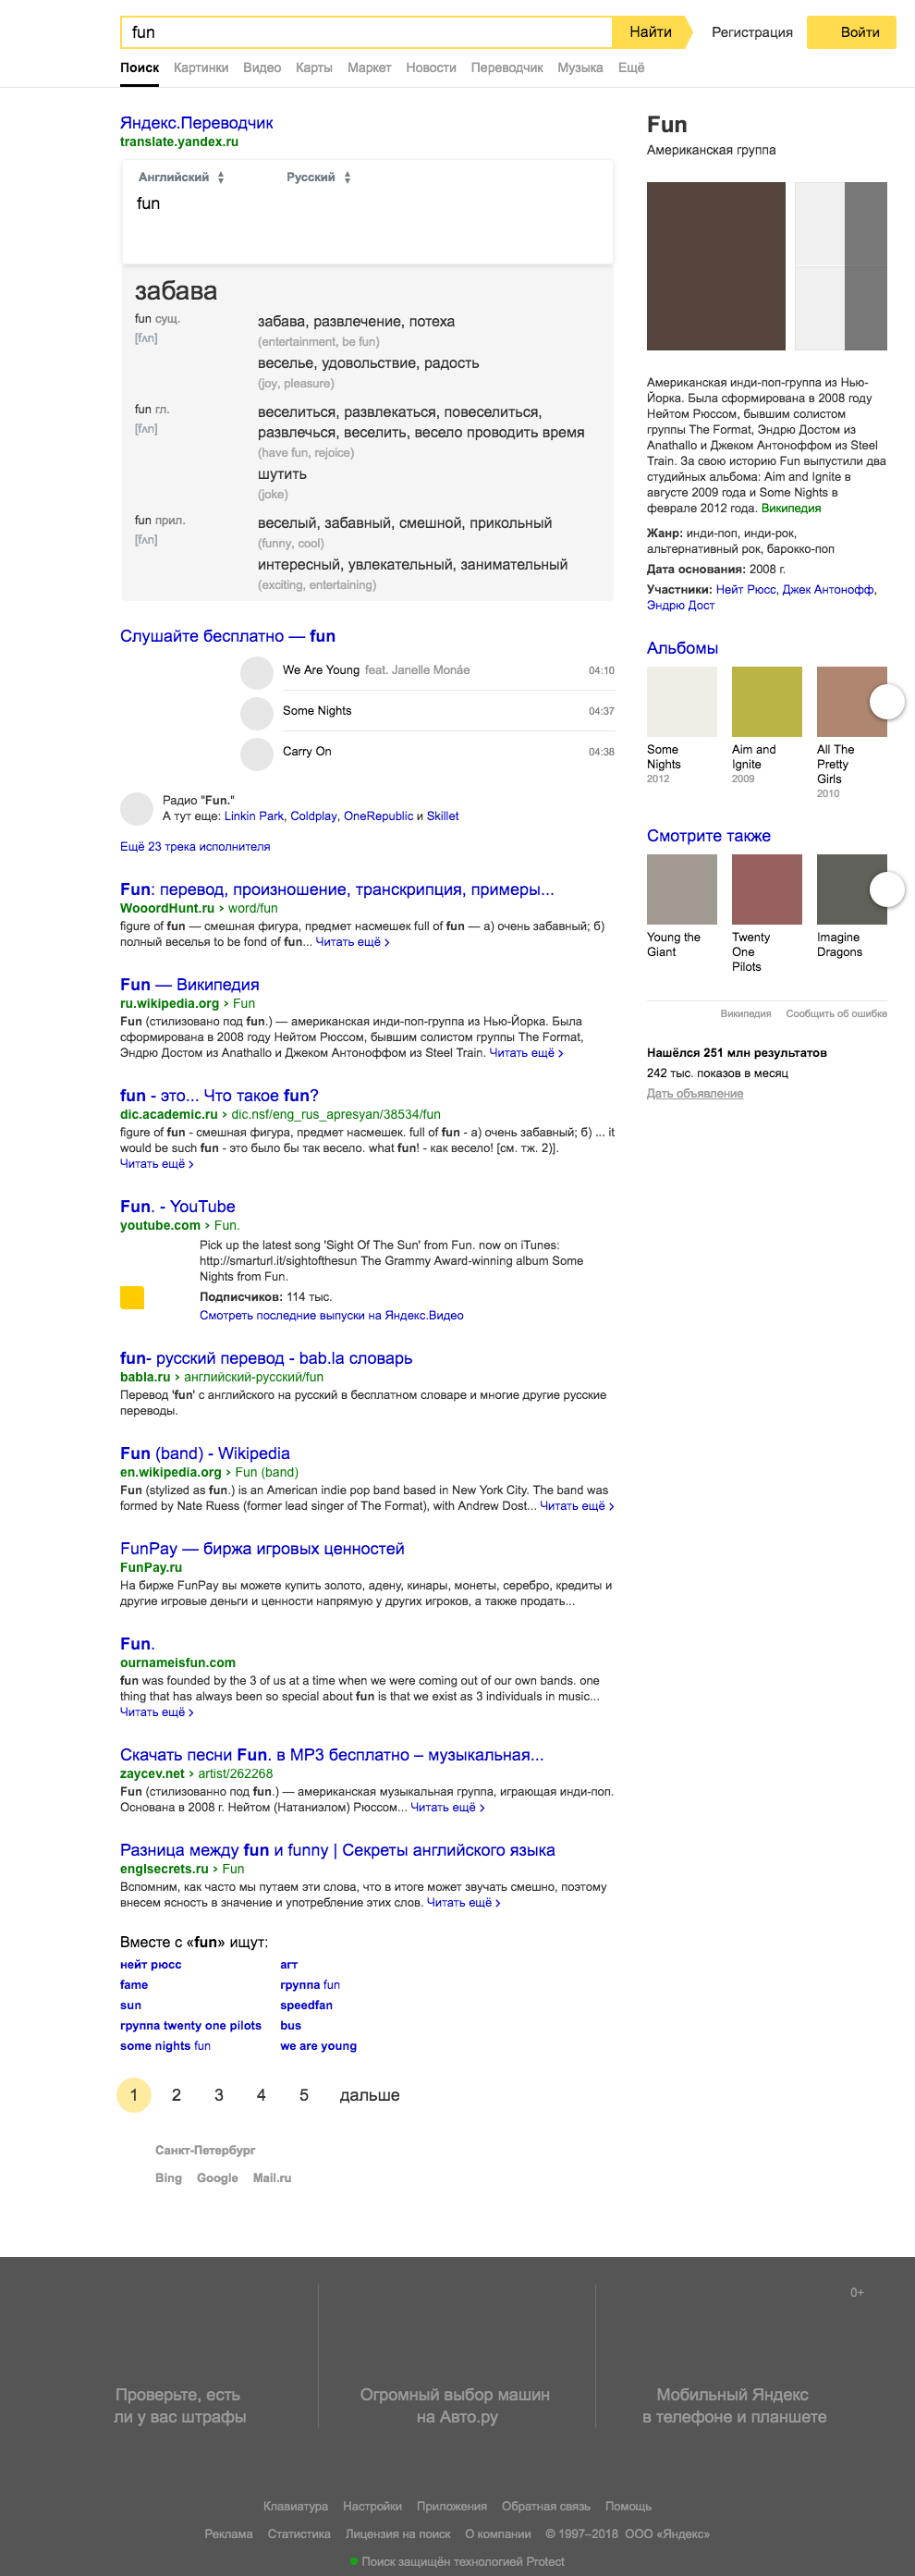 fun
Найти
Регистрация
Войти
Поиск Картинки Видео Карты Маркет Новости Переводчик Музыка Ещё
Яндекс.Переводчик
translate.yandex.ru
Английский Русский
fun
забава
fun сущ.
[fʌn]
забава, развлечение, потеха
(entertainment, be fun)
веселье, удовольствие, радость
(joy, pleasure)
fun гл.
[fʌn]
веселиться, развлекаться, повеселиться,
развлечься, веселить, весело проводить время
(have fun, rejoice)
шутить
(joke)
fun прил.
[fʌn]
веселый, забавный, смешной, прикольный
(funny, cool)
интересный, увлекательный, занимательный
(exciting, entertaining)
Слушайте бесплатно — fun
We Are Young feat. Janelle Monáe 04:10
Some Nights 04:37
Carry On 04:38
Радио "Fun."
А тут еще: Linkin Park, Coldplay, OneRepublic и Skillet
Ещё 23 трека исполнителя
Fun: перевод, произношение, транскрипция, примеры...
WooordHunt.ru › word/fun
figure of fun — смешная фигура, предмет насмешек full of fun — а) очень забавный; б)
полный веселья to be fond of fun... Читать ещё ›
Fun — Википедия
ru.wikipedia.org › Fun
Fun (стилизовано под fun.) — американская инди-поп-группа из Нью-Йорка. Была
сформирована в 2008 году Нейтом Рюссом, бывшим солистом группы The Format,
Эндрю Достом из Anathallo и Джеком Антоноффом из Steel Train. Читать ещё ›
fun - это... Что такое fun?
dic.academic.ru › dic.nsf/eng_rus_apresyan/38534/fun
figure of fun - смешная фигура, предмет насмешек. full of fun - а) очень забавный; б) ... it
would be such fun - это было бы так весело. what fun! - как весело! [см. тж. 2)].
Читать ещё ›
Fun. - YouTube
youtube.com › Fun.
Pick up the latest song 'Sight Of The Sun' from Fun. now on iTunes:
http://smarturl.it/sightofthesun The Grammy Award-winning album Some
Nights from Fun.
Подписчиков: 114 тыс.
Смотреть последние выпуски на Яндекс.Видео
fun- русский перевод - bab.la словарь
babla.ru › английский-русский/fun
Перевод 'fun' с английского на русский в бесплатном словаре и многие другие русские
переводы.
Fun (band) - Wikipedia
en.wikipedia.org › Fun (band)
Fun (stylized as fun.) is an American indie pop band based in New York City. The band was
formed by Nate Ruess (former lead singer of The Format), with Andrew Dost... Читать ещё ›
FunPay — биржа игровых ценностей
FunPay.ru
На бирже FunPay вы можете купить золото, адену, кинары, монеты, серебро, кредиты и
другие игровые деньги и ценности напрямую у других игроков, а также продать...
Fun.
ournameisfun.com
fun was founded by the 3 of us at a time when we were coming out of our own bands. one
thing that has always been so special about fun is that we exist as 3 individuals in music...
Читать ещё ›
Скачать песни Fun. в MP3 бесплатно – музыкальная...
zaycev.net › artist/262268
Fun (стилизованно под fun.) — американская музыкальная группа, играющая инди-поп.
Основана в 2008 г. Нейтом (Натаниэлом) Рюссом... Читать ещё ›
Разница между fun и funny | Секреты английского языка
englsecrets.ru › Fun
Вспомним, как часто мы путаем эти слова, что в итоге может звучать смешно, поэтому
внесем ясность в значение и употребление этих слов. Читать ещё ›
Вместе с «fun» ищут:
нейт рюсс
fame
sun
группа twenty one pilots
some nights fun
агт
группа fun
speedfan
bus
we are young
1 2 3 4 5 дальше
Санкт-Петербург
Bing Google Mail.ru
Fun
Американская группа
Американская инди-поп-группа из Нью-
Йорка. Была сформирована в 2008 году
Нейтом Рюссом, бывшим солистом
группы The Format, Эндрю Достом из
Anathallo и Джеком Антоноффом из Steel
Train. За свою историю Fun выпустили два
студийных альбома: Aim and Ignite в
августе 2009 года и Some Nights в
феврале 2012 года. Википедия
Жанр: инди-поп, инди-рок,
альтернативный рок, барокко-поп
Дата основания: 2008 г.
Участники: Нейт Рюсс, Джек Антонофф,
Эндрю Дост
Альбомы
Some
Nights
2012
Aim and
Ignite
2009
All The
Pretty
Girls
2010
Смотрите также
Young the
Giant
Twenty
One
Pilots
Imagine
Dragons
Википедия Сообщить об ошибке
Нашёлся 251 млн результатов
242 тыс. показов в месяц
Дать объявление
0+
Проверьте, есть
ли у вас штрафы
Огромный выбор машин
на Авто.ру
Мобильный Яндекс
в телефоне и планшете
Клавиатура Настройки Приложения Обратная связь Помощь
Реклама Статистика Лицензия на поиск О компании © 1997–2018 ООО «Яндекс»
Поиск защищён технологией Protect